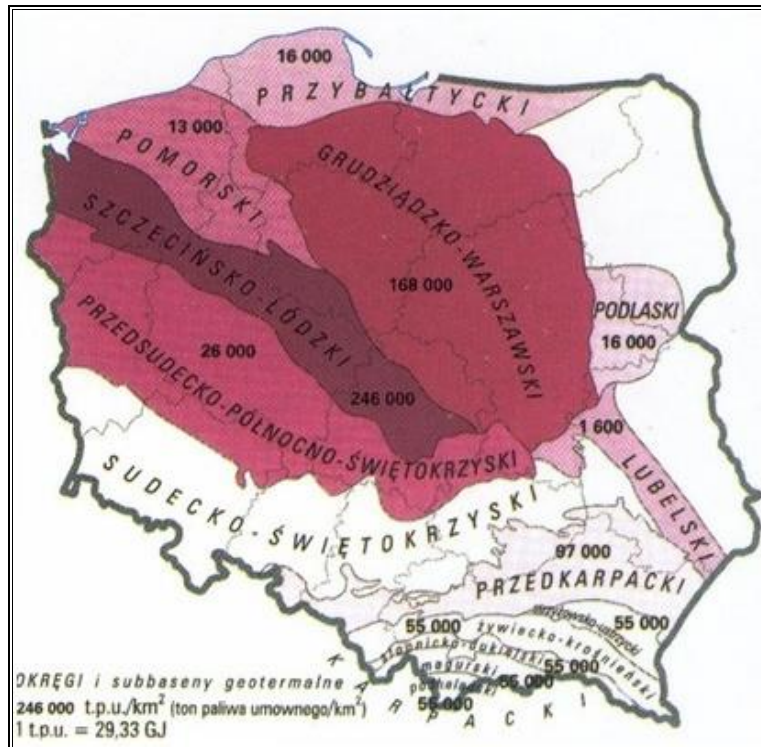 16 000
PRZYBAŁTYCKI
13 000
POMORSKI
GRUDZIĄDZKO-WARSZAWSKI
SZCZECIŃSKO-ŁÓDZKI
168 000
PODLASKI
16 000
PRZEDSUDECKO-PÓŁNOCNO-ŚWIĘTOKRZYSKI
26 000
246 000
1 600
LUBELSKI
SUDECKO-ŚWIĘTOKRZYSKI
97 000
PRZEDKARPACKI
55 000
żywiecko-krośnieński
55 000
magurski
55 000
55 000
55 000
KARPACKI
OKRĘGI i subbaseny geotermalne
246 000 t.p.u./km² (ton paliwa umownego/km²)
1 t.p.u. = 29,33 GJ